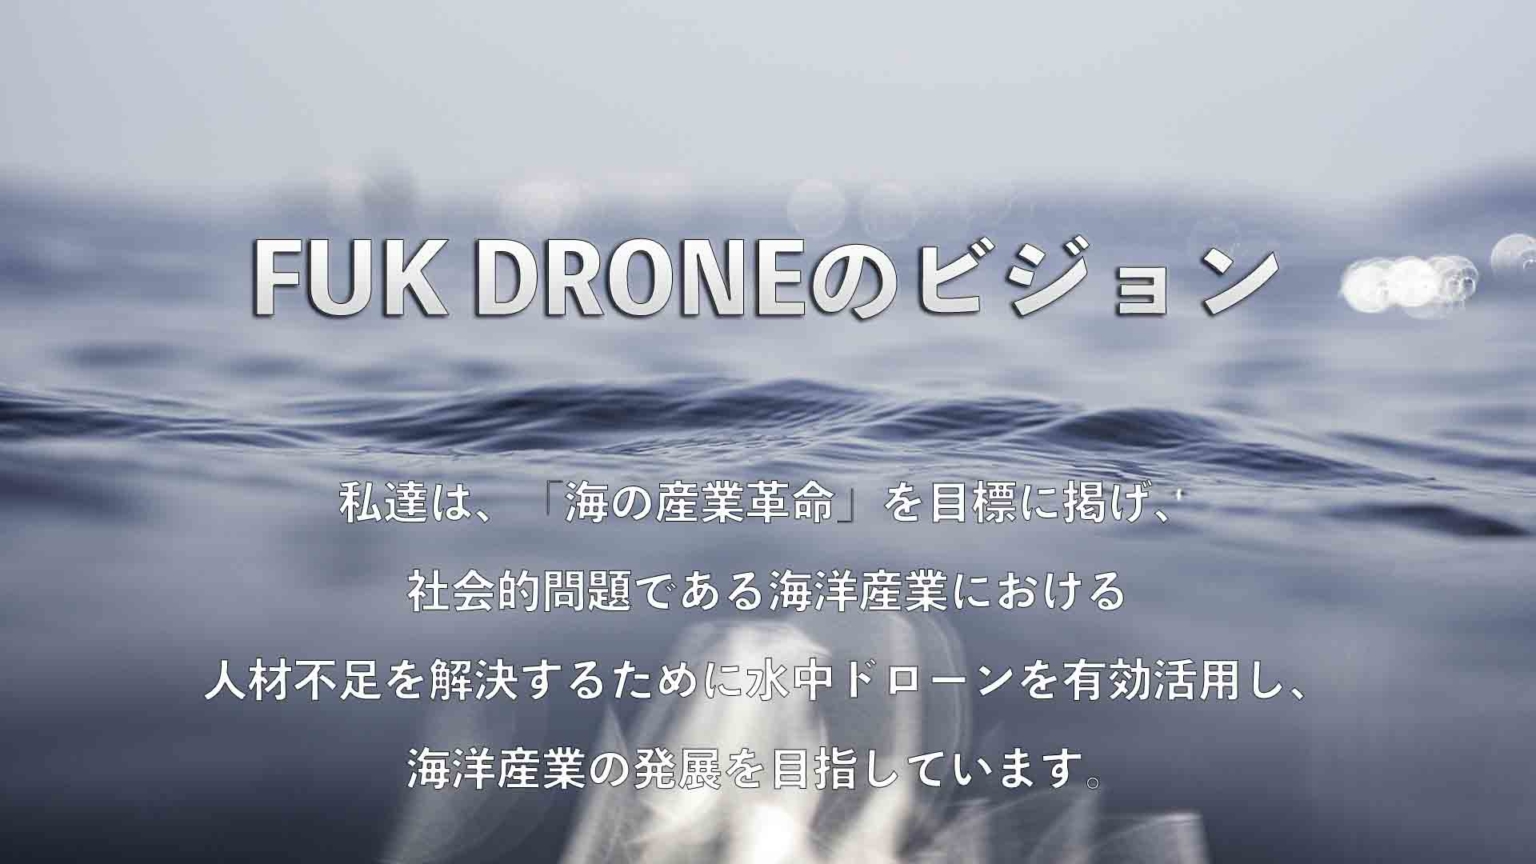 FUK DRONEのビジョン
私達は、「海の産業革命」を目標に掲げ、
社会的問題である海洋産業における
人材不足を解決するために水中ドローンを有効活用し、
海洋産業の発展を目指しています。